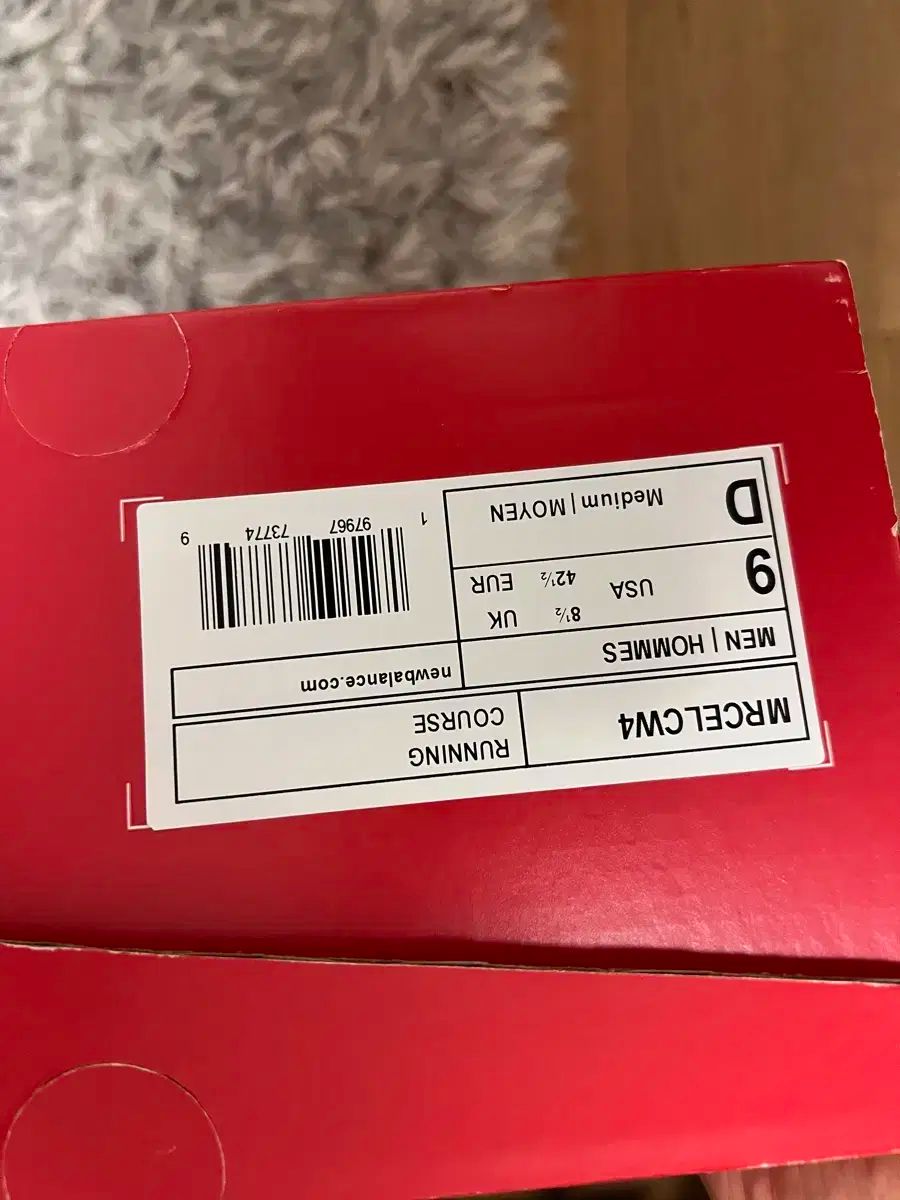 MRCELCW4
RUNNING
COURSE
MEN | HOMMES
newbalance.com
9
USA
8½ UK
42½ EUR
D
Medium | MOYEN
1 97967 73774 9